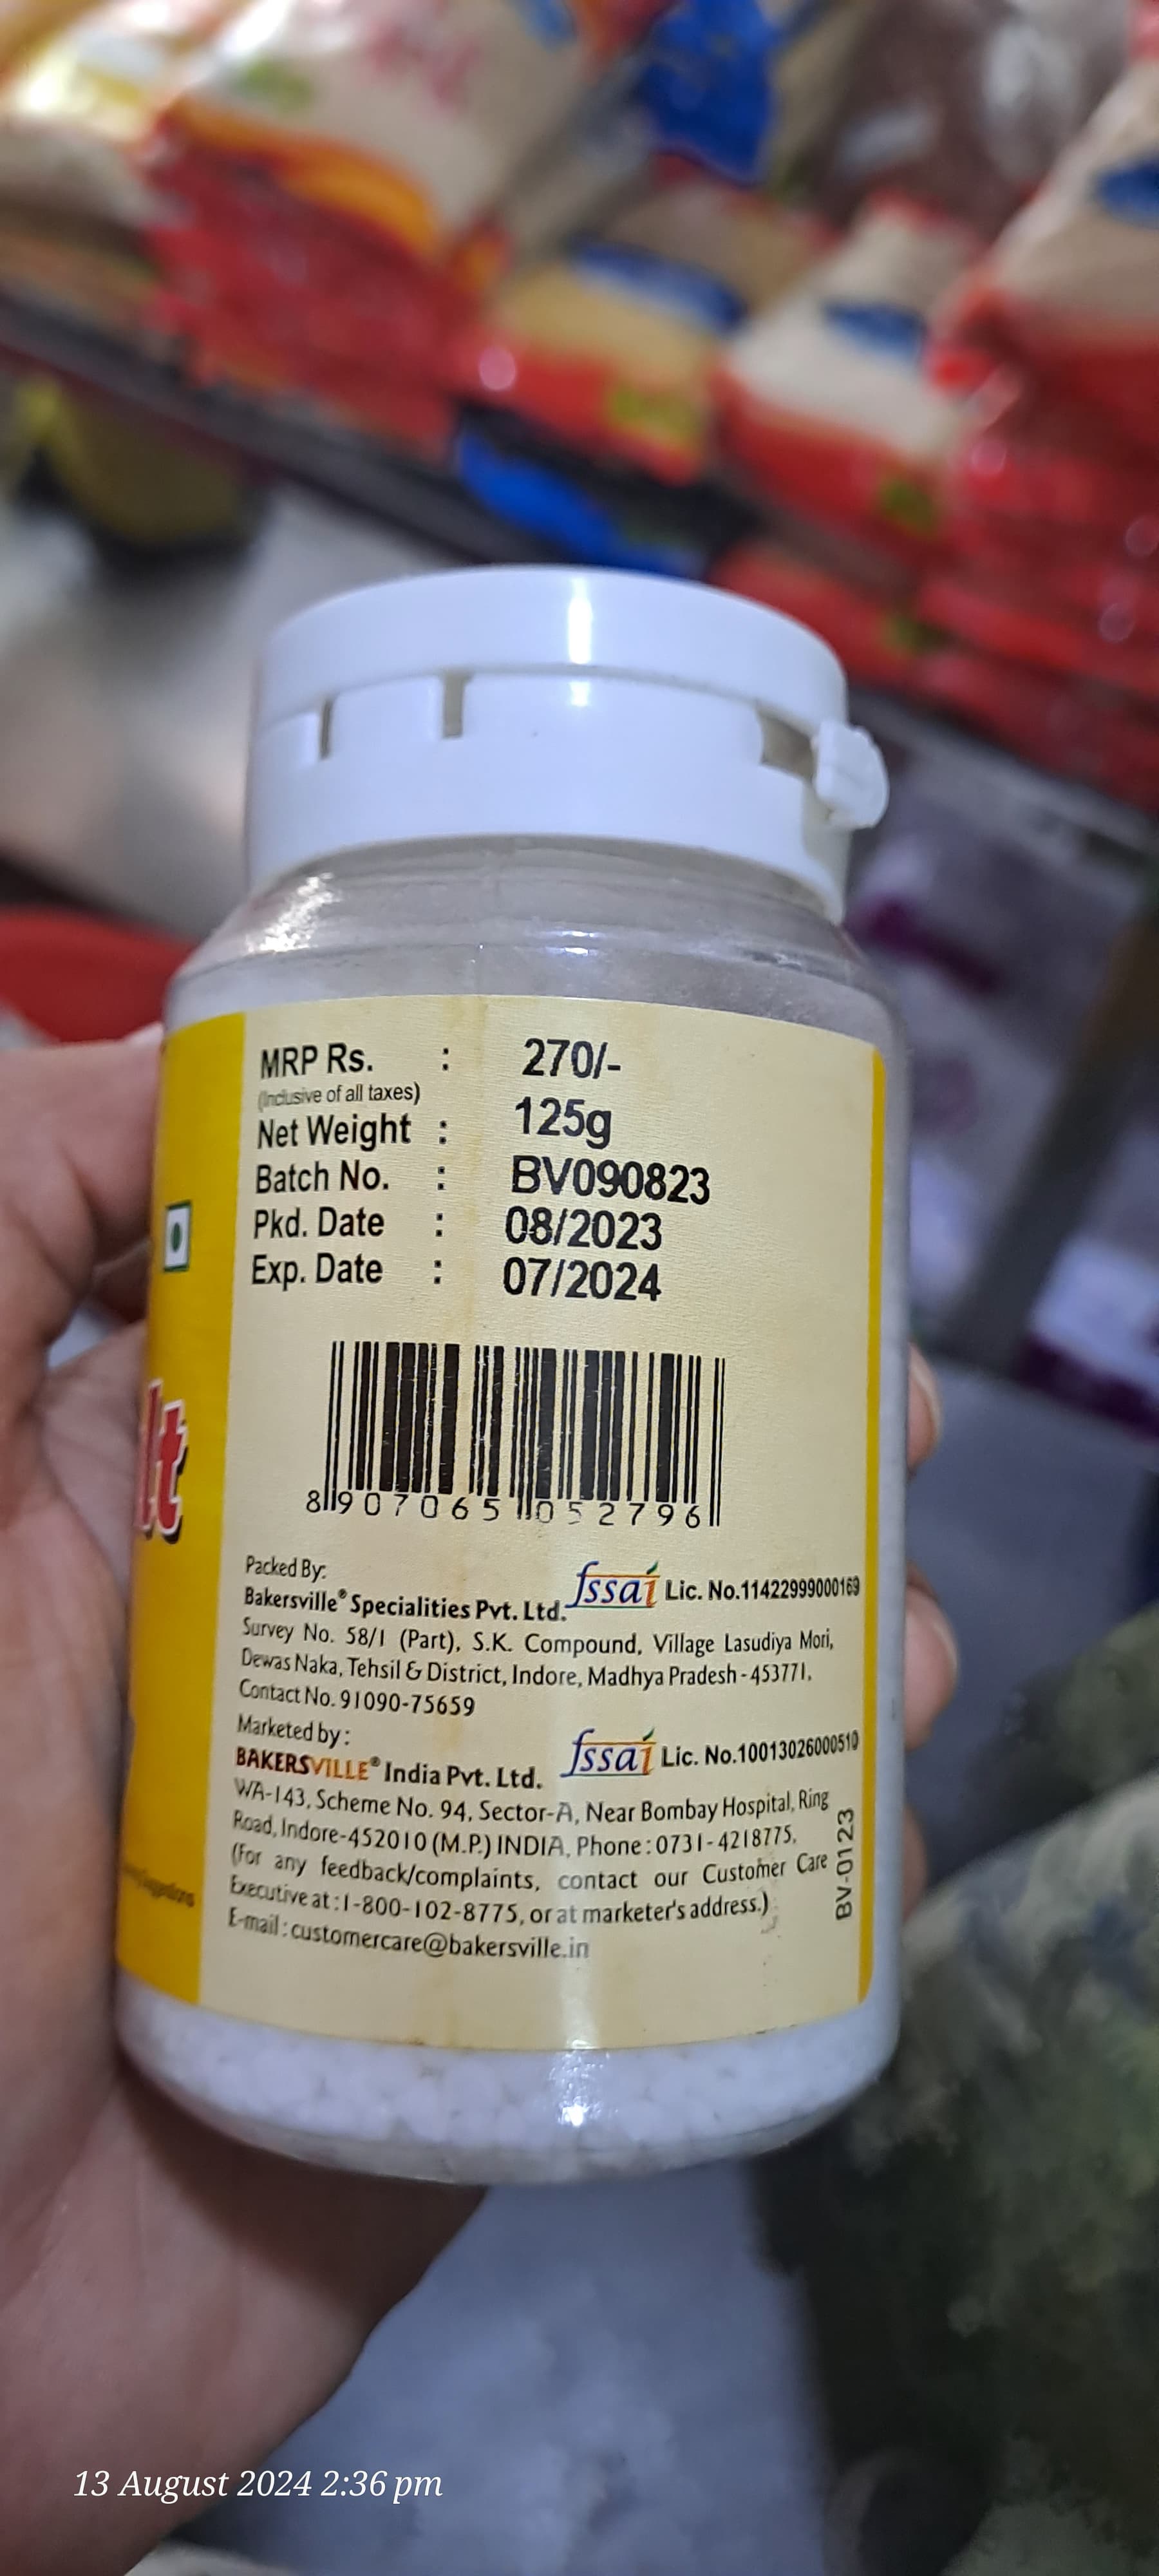 MRP Rs. : 270/-
(Inclusive of all taxes)
Net Weight : 125g
Batch No. : BV090823
Pkd. Date : 08/2023
Exp. Date : 07/2024
lt
8 907065 052796
Packed By:
Bakersville® Specialities Pvt. Ltd. fssai Lic. No.11422999000169
Survey No. 58/1 (Part), S.K. Compound, Village Lasudiya Mori,
Dewas Naka, Tehsil & District, Indore, Madhya Pradesh - 453771.
Contact No. 91090-75659
Marketed by :
BAKERSVILLE® India Pvt. Ltd. fssai Lic. No.10013026000510
WA-143, Scheme No. 94, Sector-A, Near Bombay Hospital, Ring
Road, Indore-452010 (M.P.) INDIA. Phone : 0731- 4218775.
(For any feedback/complaints, contact our Customer Care
Executive at : 1-800-102-8775, or at marketer's address.)
E-mail : customercare@bakersville.in
BV-0123
13 August 2024 2:36 pm